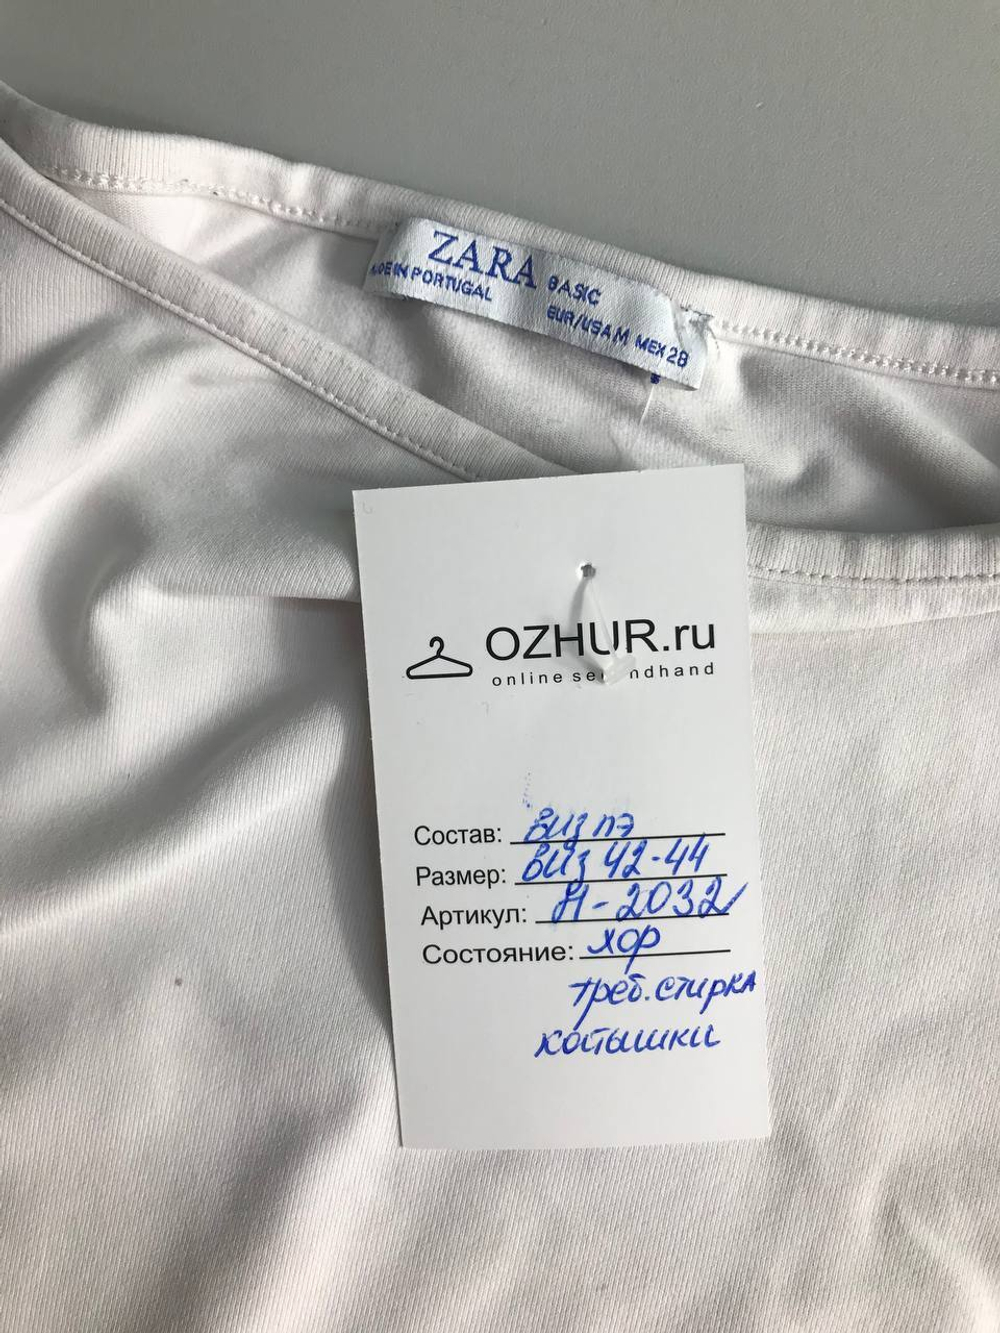 ZARA BASIC
MADE IN PORTUGAL
EUR/USA M MEX 28
OZHUR.ru
online secondhand
Состав: виз пэ
Размер: виз 42-44
Артикул: Н-2032
Состояние: хор
треб. стирка
катышки